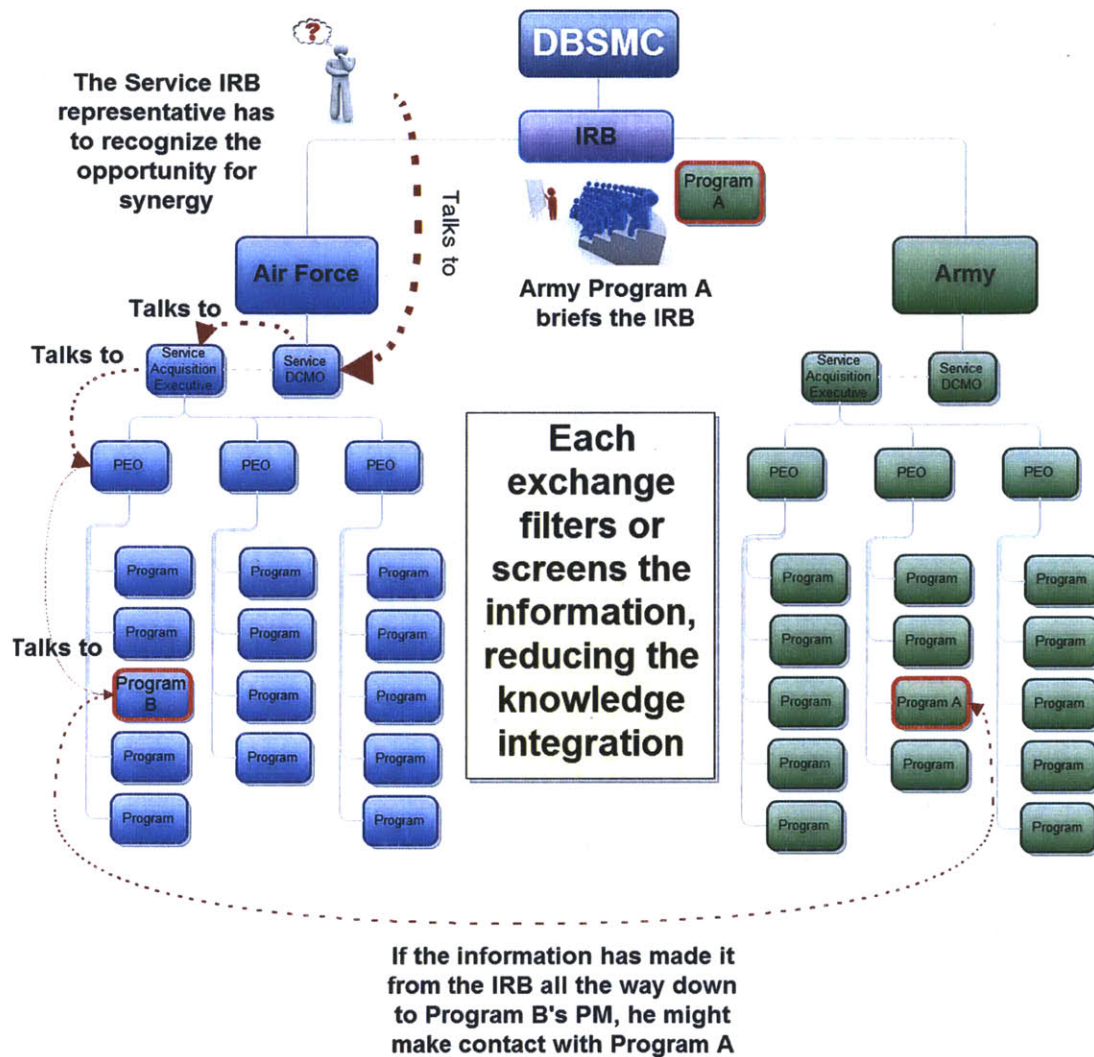 DBSMC
The Service IRB
representative has
to recognize the
opportunity for
synergy
?
IRB
Program
A
Talks to
Air Force
Army Program A
briefs the IRB
Army
Talks to
Talks to
Service
Acquisition
Executive
Service
DCMO
Service
Acquisition
Executive
Service
DCMO
PEO
PEO
PEO
Each
exchange
filters or
screens the
information,
reducing the
knowledge
integration
PEO
PEO
PEO
Program
Program
Program
Program
Program
Program
Program
Program
Program
Program
Program
Program
Talks to
Program
B
Program
Program
Program
Program A
Program
Program
Program
Program
Program
Program
Program
Program
Program
Program
Program
If the information has made it
from the IRB all the way down
to Program B's PM, he might
make contact with Program A